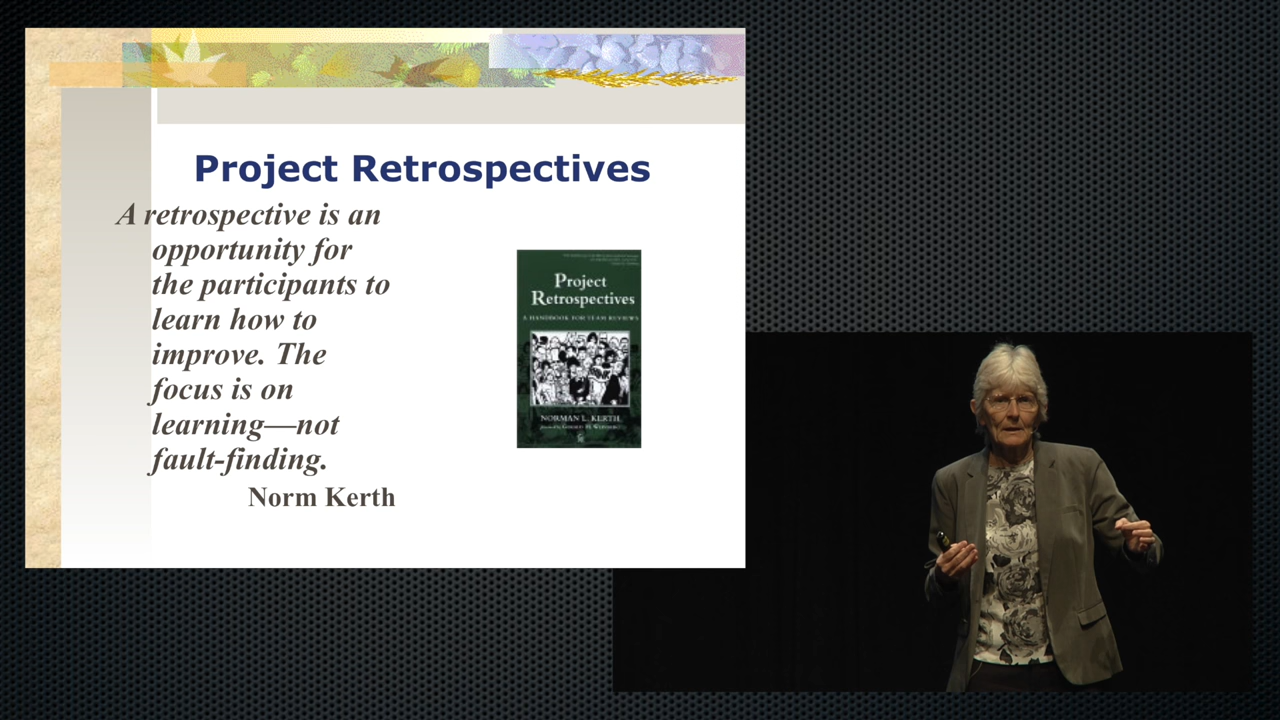 Project Retrospectives
A retrospective is an
opportunity for
the participants to
learn how to
improve. The
focus is on
learning—not
fault-finding.
Norm Kerth
Project
Retrospectives
A HANDBOOK FOR TEAM REVIEWS
NORMAN L. KERTH